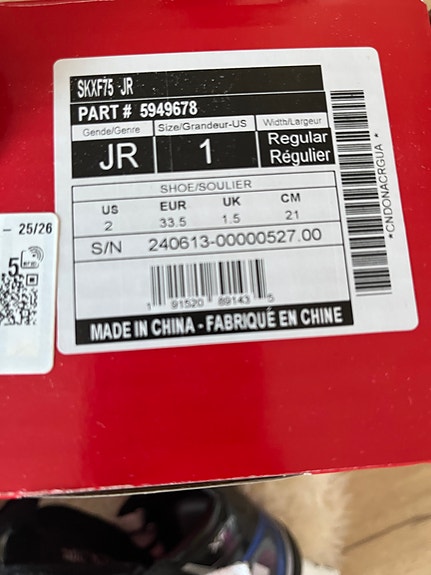 SKXF75 JR
PART # 5949678
Gende/Genre
JR
Size/Grandeur-US
1
Width/Largeur
Regular
Régulier
SHOE/SOULIER
US EUR UK CM
2 33.5 1.5 21
S/N 240613-00000527.00
1 91520 89143 5
MADE IN CHINA - FABRIQUÉ EN CHINE
*CNDONACRGUA*
– 25/26
.5
RFID